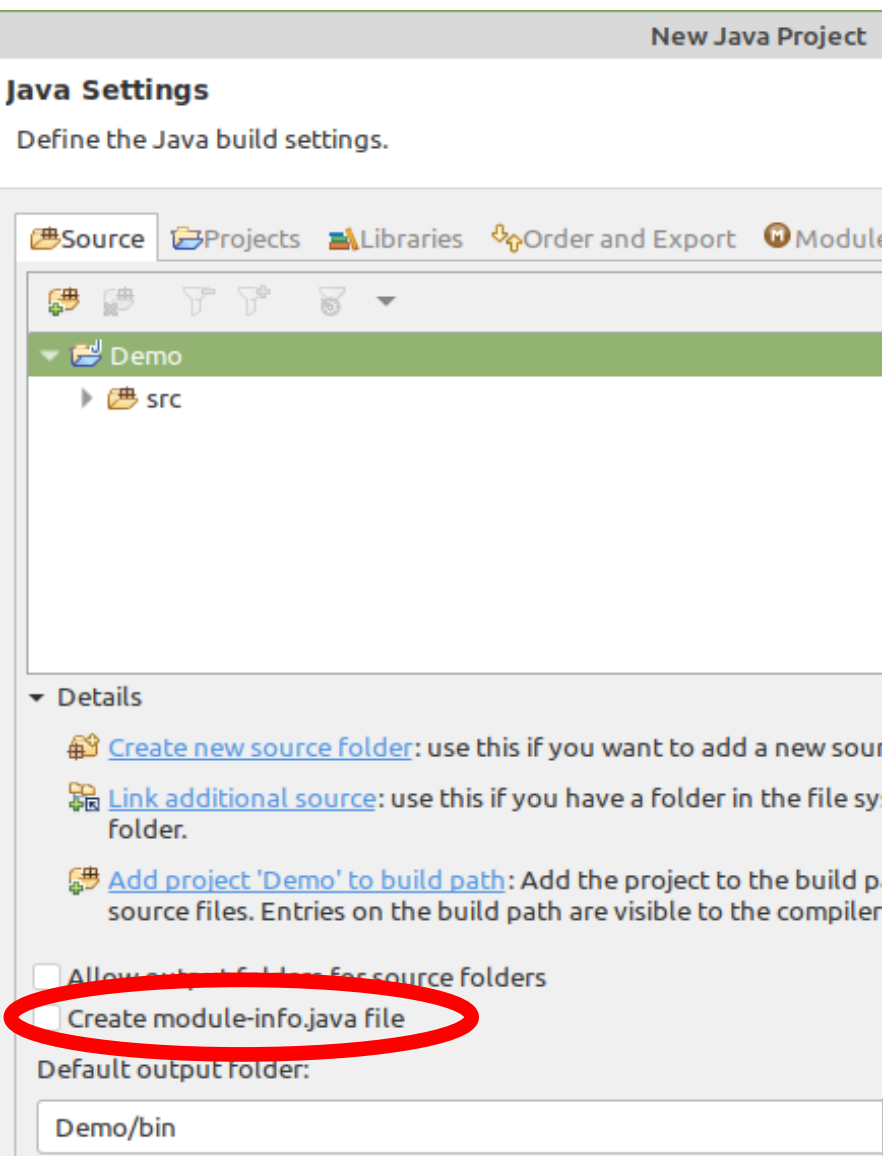 New Java Project
Java Settings
Define the Java build settings.
Source Projects Libraries Order and Export Module
Demo
src
Details
Create new source folder: use this if you want to add a new sour
Link additional source: use this if you have a folder in the file sy
folder.
Add project 'Demo' to build path: Add the project to the build pa
source files. Entries on the build path are visible to the compiler
Allow output folders for source folders
Create module-info.java file
Default output folder:
Demo/bin